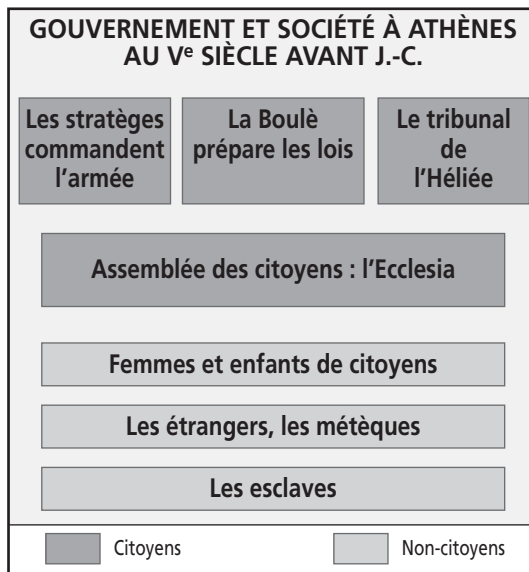 GOUVERNEMENT ET SOCIÉTÉ À ATHÈNES
AU Vᵉ SIÈCLE AVANT J.-C.
Les stratèges
commandent
l'armée
La Boulè
prépare les lois
Le tribunal
de
l'Héliée
Assemblée des citoyens : l'Ecclesia
Femmes et enfants de citoyens
Les étrangers, les métèques
Les esclaves
Citoyens
Non-citoyens